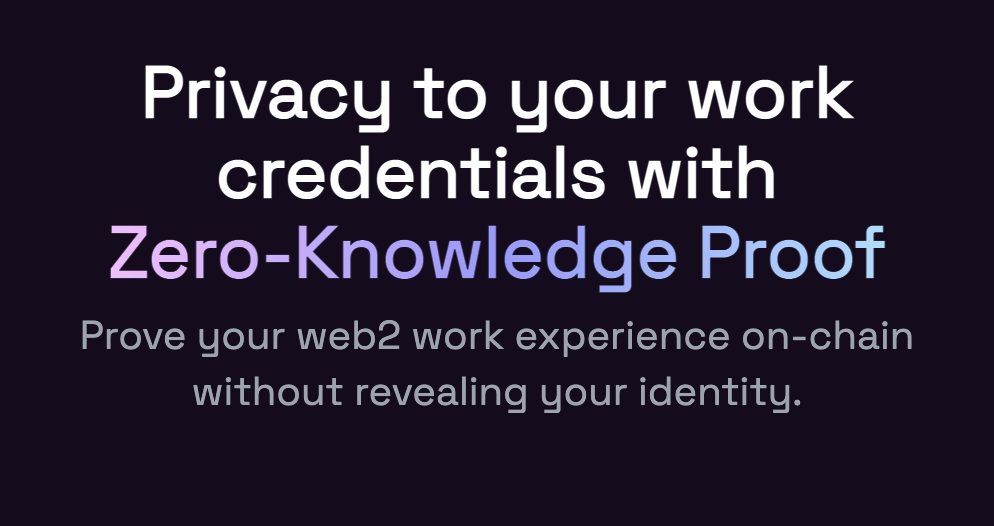 Privacy to your work
credentials with
Zero-Knowledge Proof
Prove your web2 work experience on-chain
without revealing your identity.